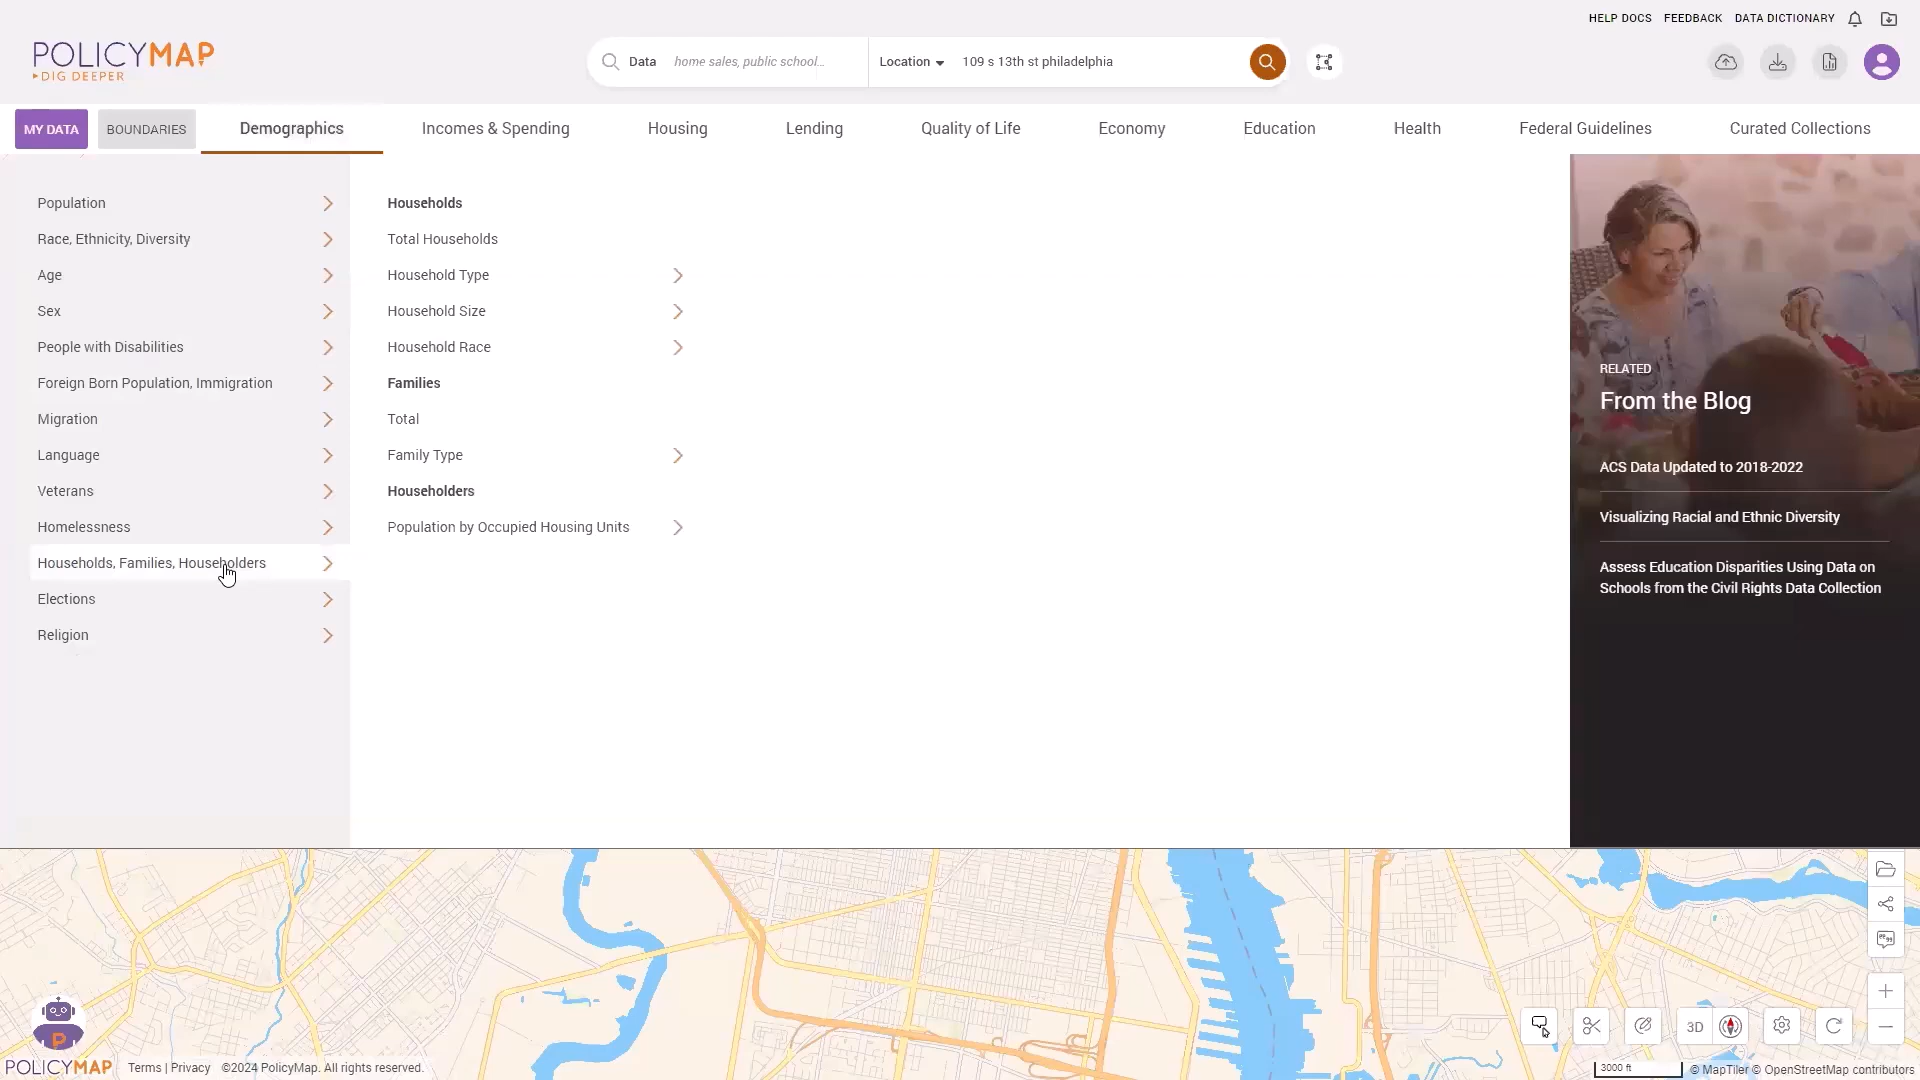 HELP DOCS FEEDBACK DATA DICTIONARY
POLICYMAP
DIG DEEPER
Data home sales, public school... Location 109 s 13th st philadelphia
MY DATA BOUNDARIES Demographics Incomes & Spending Housing Lending Quality of Life Economy Education Health Federal Guidelines Curated Collections
Population
Race, Ethnicity, Diversity
Age
Sex
People with Disabilities
Foreign Born Population, Immigration
Migration
Language
Veterans
Homelessness
Households, Families, Householders
Elections
Religion
Households
Total Households
Household Type
Household Size
Household Race
Families
Total
Family Type
Householders
Population by Occupied Housing Units
RELATED
From the Blog
ACS Data Updated to 2018-2022
Visualizing Racial and Ethnic Diversity
Assess Education Disparities Using Data on
Schools from the Civil Rights Data Collection
3D
P
POLICYMAP
Terms | Privacy ©2024 PolicyMap. All rights reserved.
3000 ft
© MapTiler © OpenStreetMap contributors